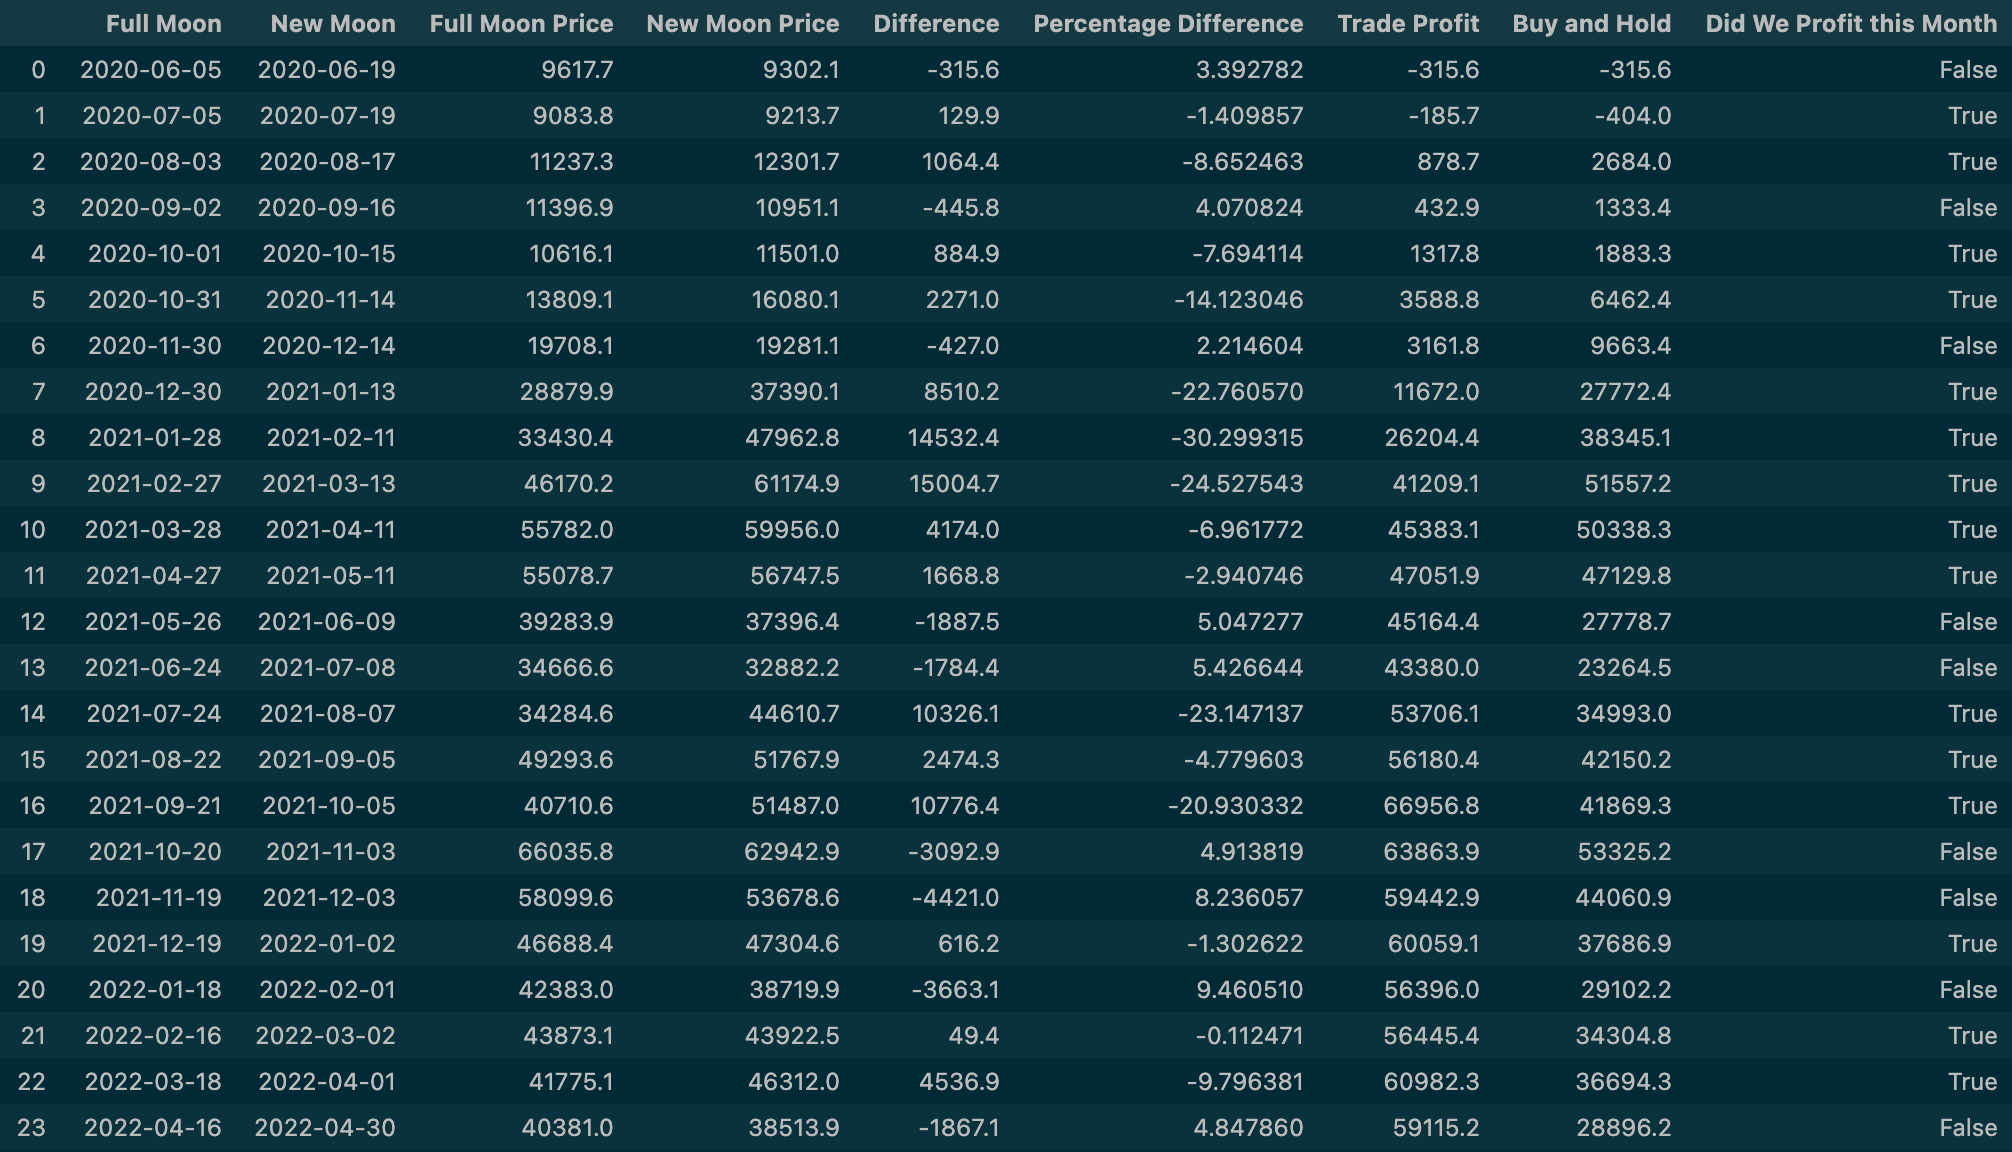 Full Moon New Moon Full Moon Price New Moon Price Difference Percentage Difference Trade Profit Buy and Hold Did We Profit this Month
0 2020-06-05 2020-06-19 9617.7 9302.1 -315.6 3.392782 -315.6 -315.6 False
1 2020-07-05 2020-07-19 9083.8 9213.7 129.9 -1.409857 -185.7 -404.0 True
2 2020-08-03 2020-08-17 11237.3 12301.7 1064.4 -8.652463 878.7 2684.0 True
3 2020-09-02 2020-09-16 11396.9 10951.1 -445.8 4.070824 432.9 1333.4 False
4 2020-10-01 2020-10-15 10616.1 11501.0 884.9 -7.694114 1317.8 1883.3 True
5 2020-10-31 2020-11-14 13809.1 16080.1 2271.0 -14.123046 3588.8 6462.4 True
6 2020-11-30 2020-12-14 19708.1 19281.1 -427.0 2.214604 3161.8 9663.4 False
7 2020-12-30 2021-01-13 28879.9 37390.1 8510.2 -22.760570 11672.0 27772.4 True
8 2021-01-28 2021-02-11 33430.4 47962.8 14532.4 -30.299315 26204.4 38345.1 True
9 2021-02-27 2021-03-13 46170.2 61174.9 15004.7 -24.527543 41209.1 51557.2 True
10 2021-03-28 2021-04-11 55782.0 59956.0 4174.0 -6.961772 45383.1 50338.3 True
11 2021-04-27 2021-05-11 55078.7 56747.5 1668.8 -2.940746 47051.9 47129.8 True
12 2021-05-26 2021-06-09 39283.9 37396.4 -1887.5 5.047277 45164.4 27778.7 False
13 2021-06-24 2021-07-08 34666.6 32882.2 -1784.4 5.426644 43380.0 23264.5 False
14 2021-07-24 2021-08-07 34284.6 44610.7 10326.1 -23.147137 53706.1 34993.0 True
15 2021-08-22 2021-09-05 49293.6 51767.9 2474.3 -4.779603 56180.4 42150.2 True
16 2021-09-21 2021-10-05 40710.6 51487.0 10776.4 -20.930332 66956.8 41869.3 True
17 2021-10-20 2021-11-03 66035.8 62942.9 -3092.9 4.913819 63863.9 53325.2 False
18 2021-11-19 2021-12-03 58099.6 53678.6 -4421.0 8.236057 59442.9 44060.9 False
19 2021-12-19 2022-01-02 46688.4 47304.6 616.2 -1.302622 60059.1 37686.9 True
20 2022-01-18 2022-02-01 42383.0 38719.9 -3663.1 9.460510 56396.0 29102.2 False
21 2022-02-16 2022-03-02 43873.1 43922.5 49.4 -0.112471 56445.4 34304.8 True
22 2022-03-18 2022-04-01 41775.1 46312.0 4536.9 -9.796381 60982.3 36694.3 True
23 2022-04-16 2022-04-30 40381.0 38513.9 -1867.1 4.847860 59115.2 28896.2 False